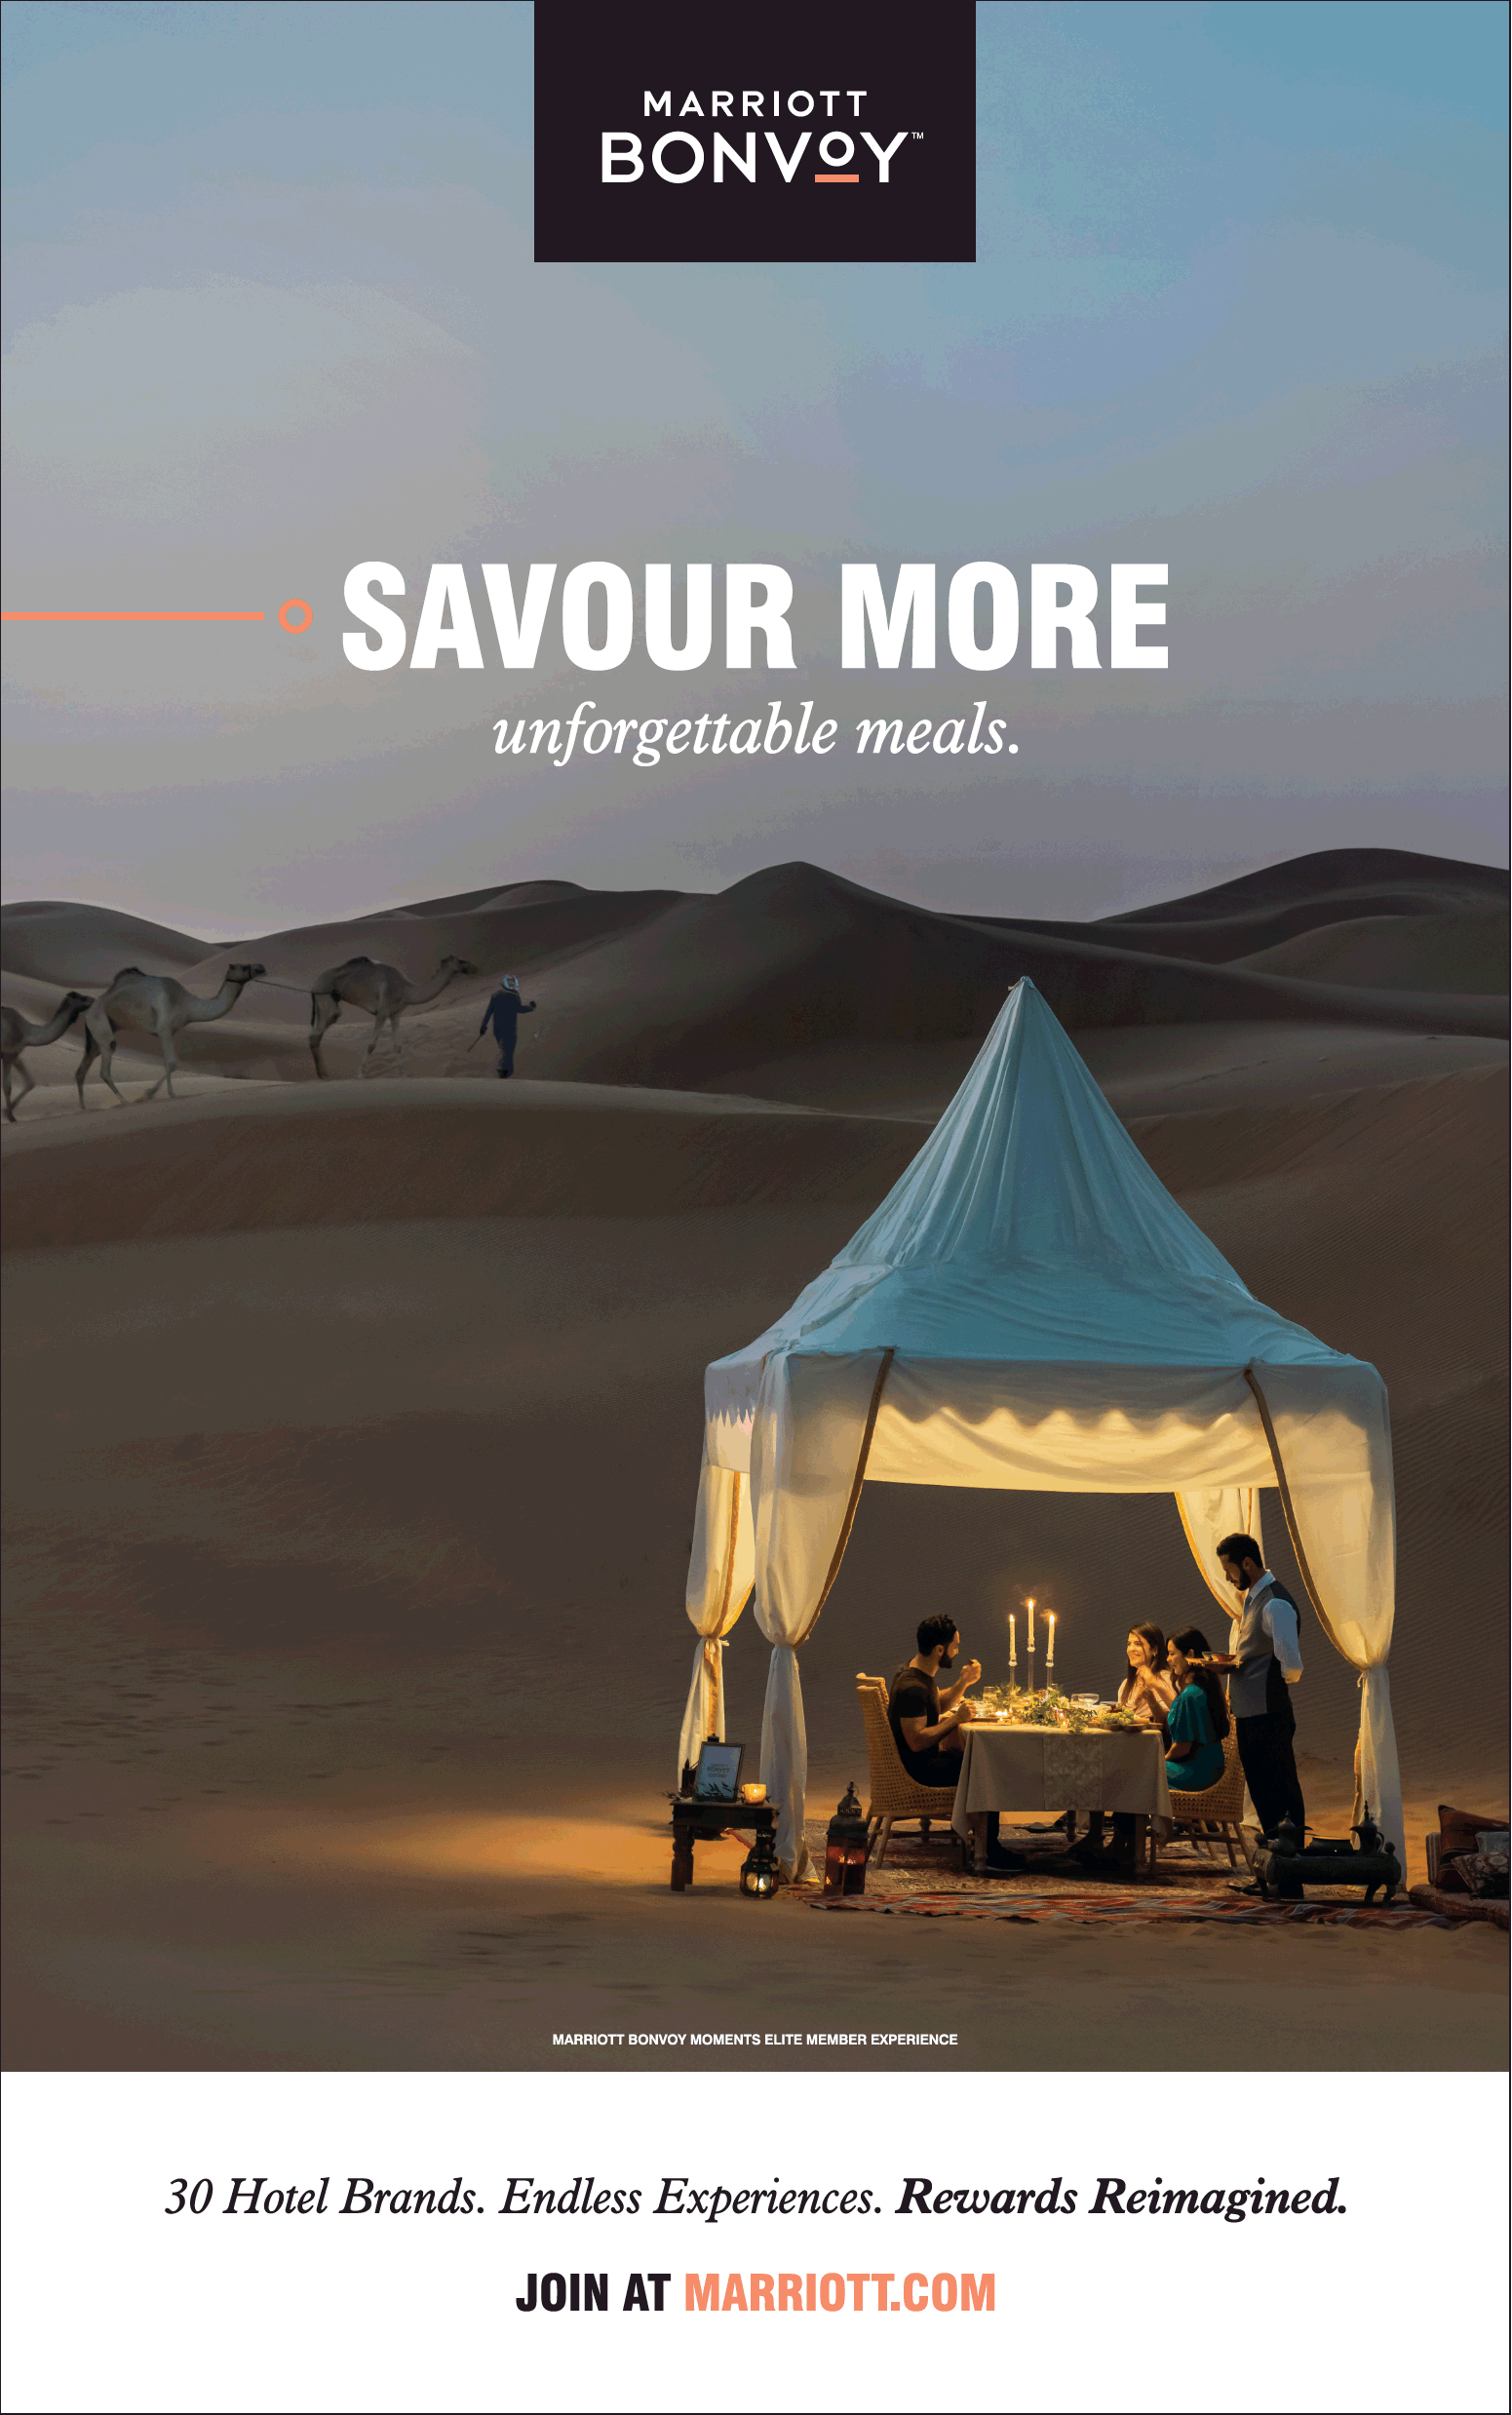 MARRIOTT
BONVOY™
SAVOUR MORE
unforgettable meals.
MARRIOTT BONVOY MOMENTS ELITE MEMBER EXPERIENCE
30 Hotel Brands. Endless Experiences. Rewards Reimagined.
JOIN AT MARRIOTT.COM